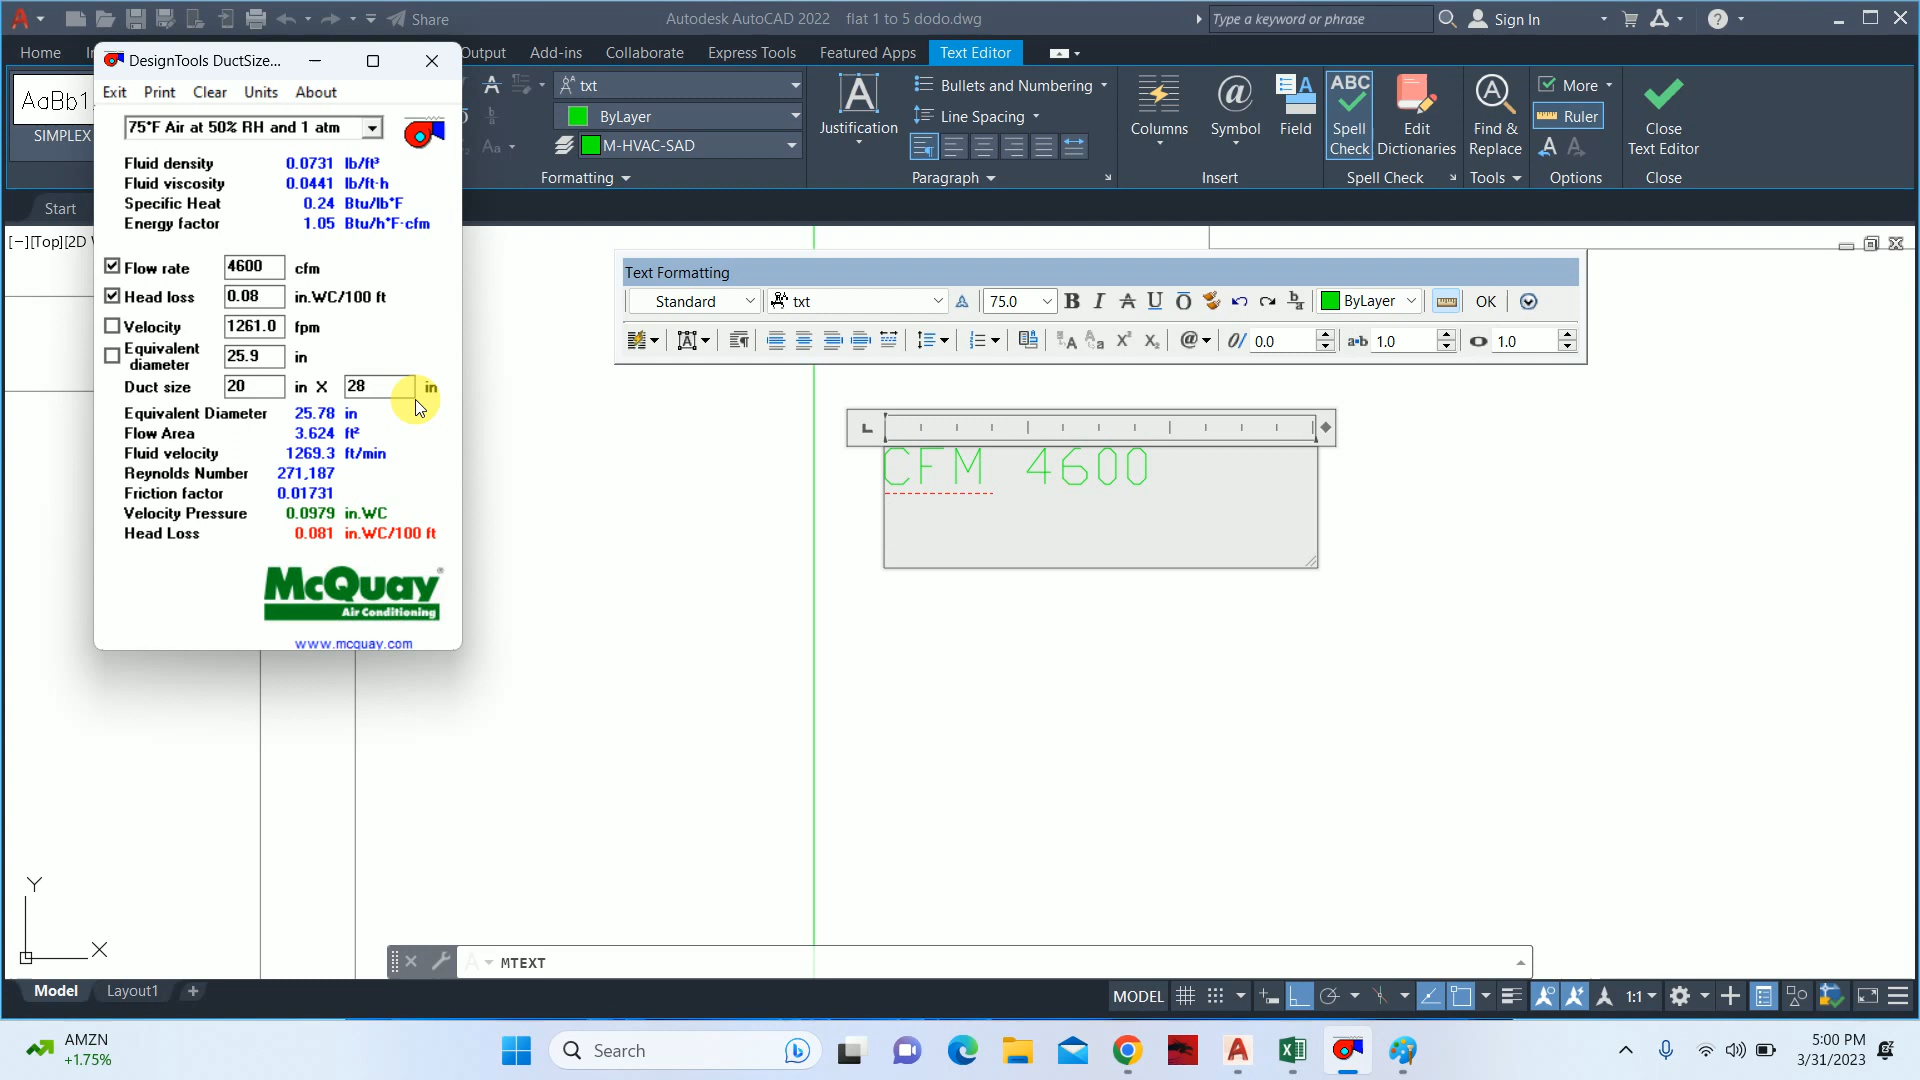 Share
Autodesk AutoCAD 2022 flat 1 to 5 dodo.dwg
Type a keyword or phrase
Sign In
Home
Output
Add-ins
Collaborate
Express Tools
Featured Apps
Text Editor
DesignTools DuctSize...
Exit Print Clear Units About
75°F Air at 50% RH and 1 atm
Fluid density 0.0731 lb/ft³
Fluid viscosity 0.0441 lb/ft·h
Specific Heat 0.24 Btu/lb°F
Energy factor 1.05 Btu/h°F·cfm
Flow rate 4600 cfm
Head loss 0.08 in.WC/100 ft
Velocity 1261.0 fpm
Equivalent diameter 25.9 in
Duct size 20 in X 28 in
Equivalent Diameter 25.78 in
Flow Area 3.624 ft²
Fluid velocity 1269.3 ft/min
Reynolds Number 271,187
Friction factor 0.01731
Velocity Pressure 0.0979 in.WC
Head Loss 0.081 in.WC/100 ft
McQuay
Air Conditioning
www.mcquay.com
AaBb1
SIMPLEX
txt
ByLayer
M-HVAC-SAD
Formatting
Justification
Bullets and Numbering
Line Spacing
Paragraph
Columns
Symbol
Field
Insert
ABC
Spell Check
Edit Dictionaries
Spell Check
Find & Replace
Tools
More
Ruler
Options
Close Text Editor
Close
Start
[−][Top][2D W
Text Formatting
Standard
txt
75.0
B I A U O
ByLayer
OK
@
0/ 0.0
a·b 1.0
1.0
CFM 4600
Y
X
MTEXT
Model
Layout1
MODEL
1:1
AMZN
+1.75%
Search
5:00 PM
3/31/2023